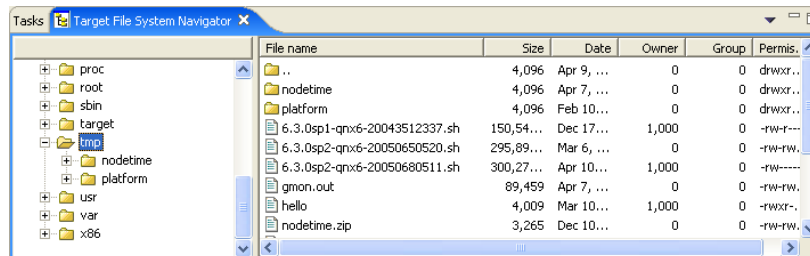 Tasks Target File System Navigator
File name Size Date Owner Group Permis.
proc
root
sbin
target
tmp
nodetime
platform
usr
var
x86
.. 4,096 Apr 9, ... 0 0 drwxr..
nodetime 4,096 Apr 7, ... 0 0 drwxr..
platform 4,096 Feb 10... 0 0 drwxr..
6.3.0sp1-qnx6-20043512337.sh 150,54... Dec 17... 1,000 0 -rw-r---
6.3.0sp2-qnx6-20050650520.sh 295,89... Mar 6, ... 0 0 -rw-rw.
6.3.0sp2-qnx6-20050680511.sh 300,27... Apr 10... 1,000 0 -rw-----
gmon.out 89,459 Apr 7, ... 0 0 -rw-rw.
hello 4,009 Mar 10... 1,000 0 -rwxr-.
nodetime.zip 3,265 Dec 10... 0 0 -rw-rw.